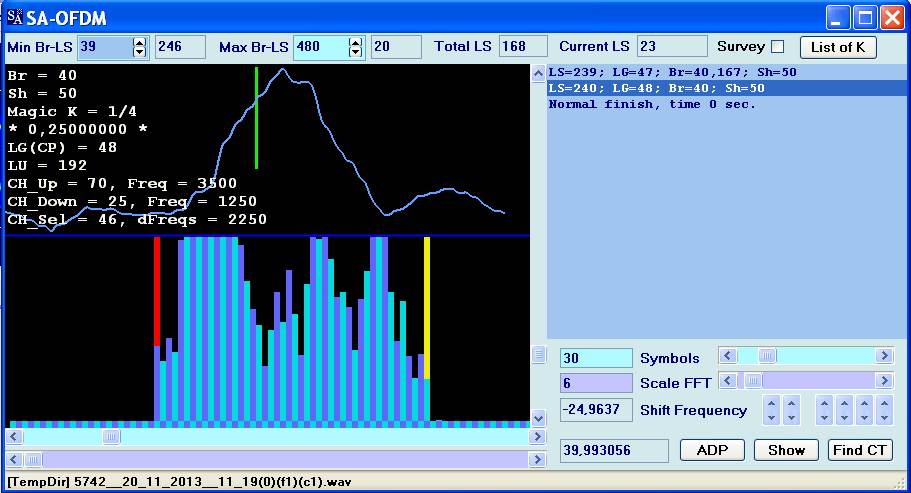 SA-OFDM
Min Br-LS 39 246 Max Br-LS 480 20 Total LS 168 Current LS 23 Survey List of K
Br = 40
Sh = 50
Magic K = 1/4
* 0,25000000 *
LG(CP) = 48
LU = 192
CH_Up = 70, Freq = 3500
CH_Down = 25, Freq = 1250
CH_Sel = 46, dFreqs = 2250
LS=239; LG=47; Br=40,167; Sh=50
LS=240; LG=48; Br=40; Sh=50
Normal finish, time 0 sec.
30 Symbols
6 Scale FFT
-24,9637 Shift Frequency
39,993056 ADP Show Find CT
[TempDir] 5742__20_11_2013__11_19(0)(f1)(c1).wav